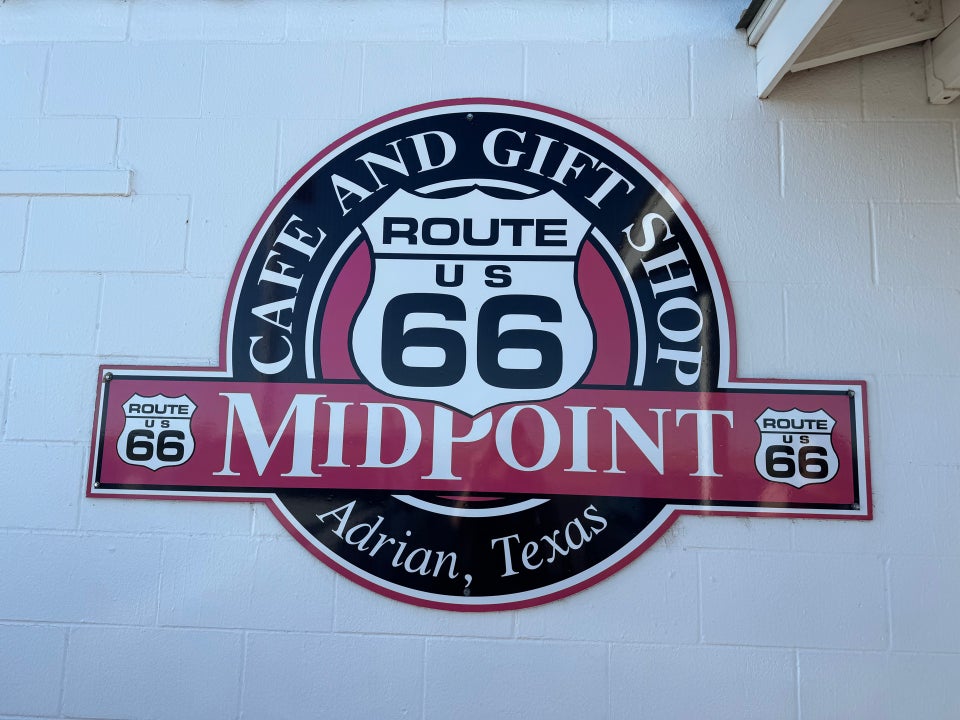 CAFE AND GIFT SHOP
ROUTE
US
66
ROUTE
US
66
MIDPOINT
ROUTE
US
66
Adrian, Texas